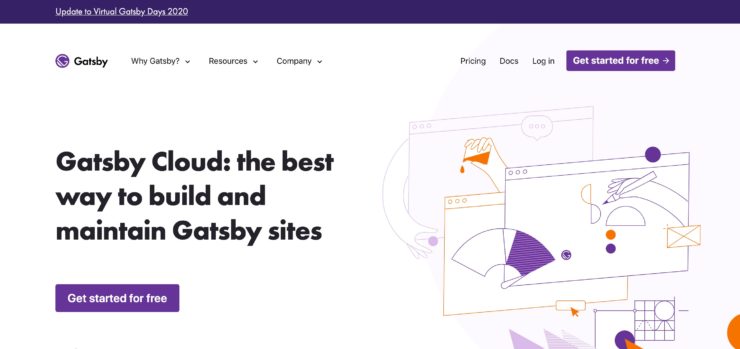 Update to Virtual Gatsby Days 2020
Gatsby Why Gatsby? Resources Company Pricing Docs Log in Get started for free →
Gatsby Cloud: the best
way to build and
maintain Gatsby sites
Get started for free